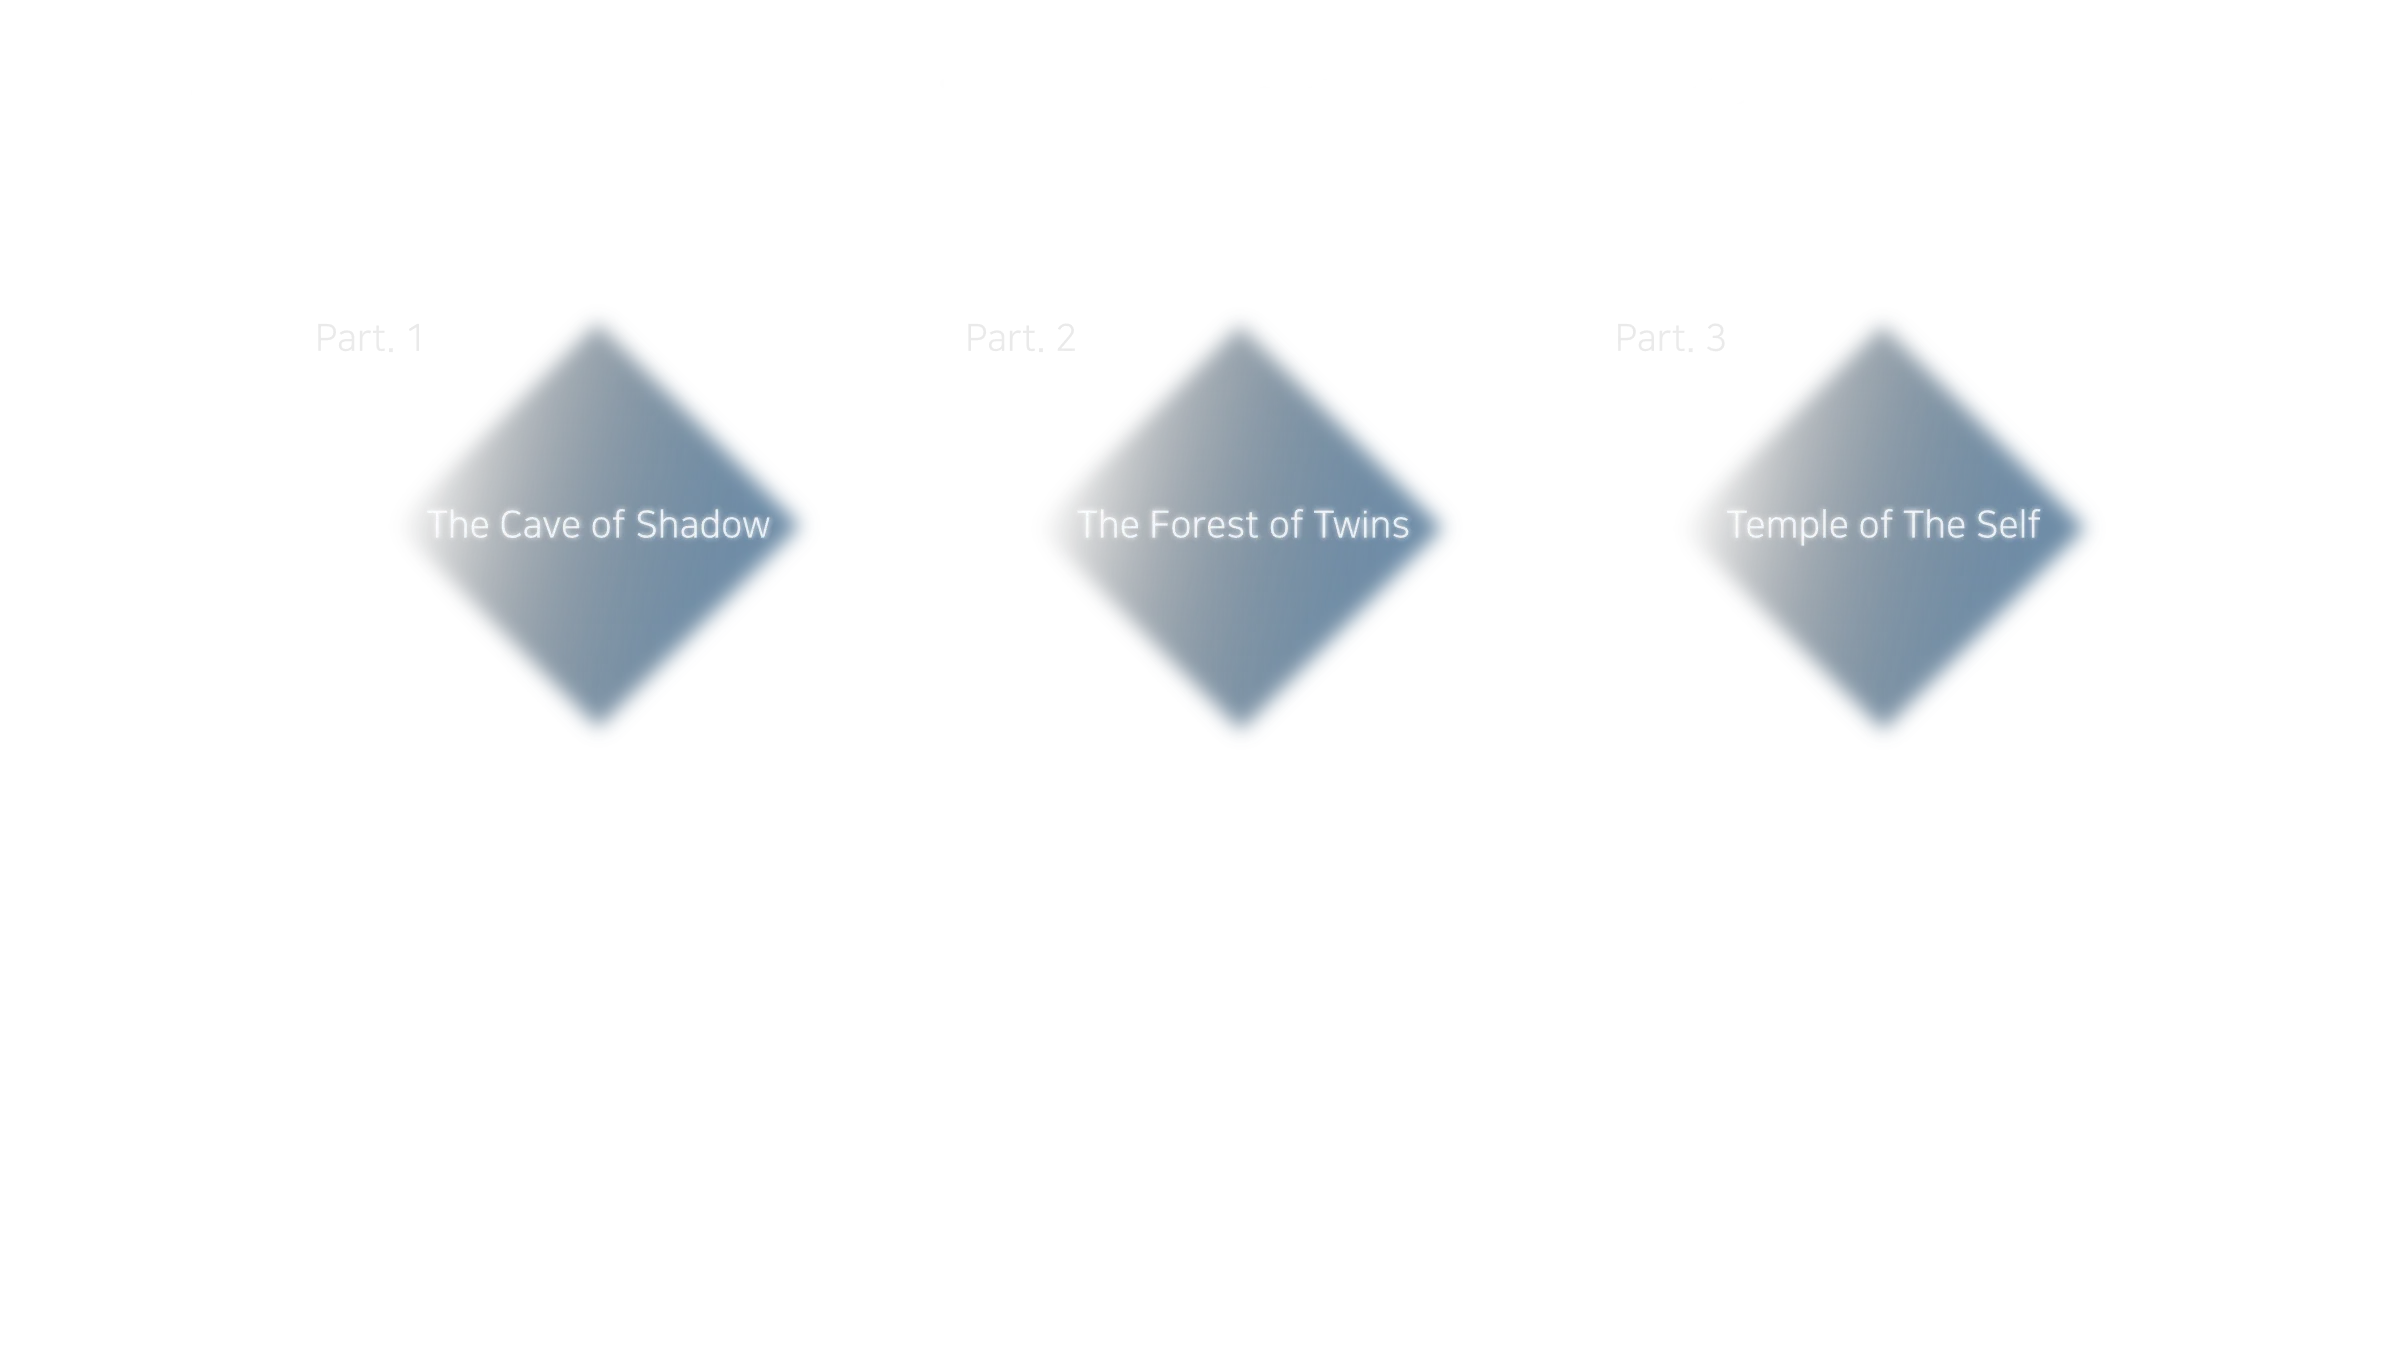 Part. 1
The Cave of Shadow
Part. 2
The Forest of Twins
Part. 3
Temple of The Self